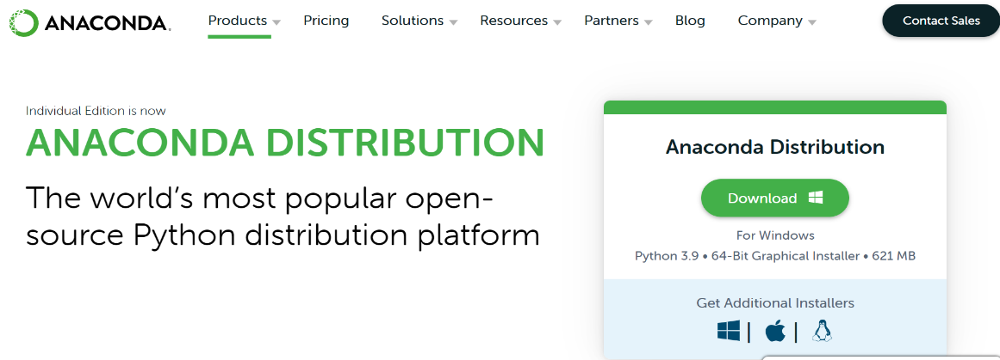 ANACONDA.
Products
Pricing
Solutions
Resources
Partners
Blog
Company
Contact Sales
Individual Edition is now
ANACONDA DISTRIBUTION
The world's most popular open-
source Python distribution platform
Anaconda Distribution
Download
For Windows
Python 3.9 • 64-Bit Graphical Installer • 621 MB
Get Additional Installers
| |